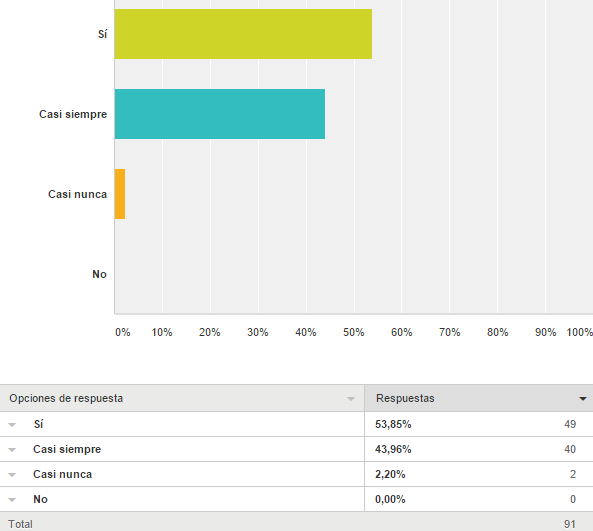 Sí
Casi siempre
Casi nunca
No
0% 10% 20% 30% 40% 50% 60% 70% 80% 90% 100%
Opciones de respuesta Respuestas
Sí 53,85% 49
Casi siempre 43,96% 40
Casi nunca 2,20% 2
No 0,00% 0
Total 91